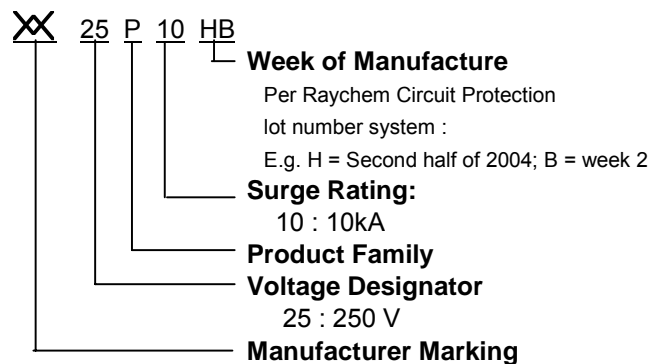 XX 25 P 10 HB
Week of Manufacture
Per Raychem Circuit Protection
lot number system :
E.g. H = Second half of 2004; B = week 2
Surge Rating:
10 : 10kA
Product Family
Voltage Designator
25 : 250 V
Manufacturer Marking